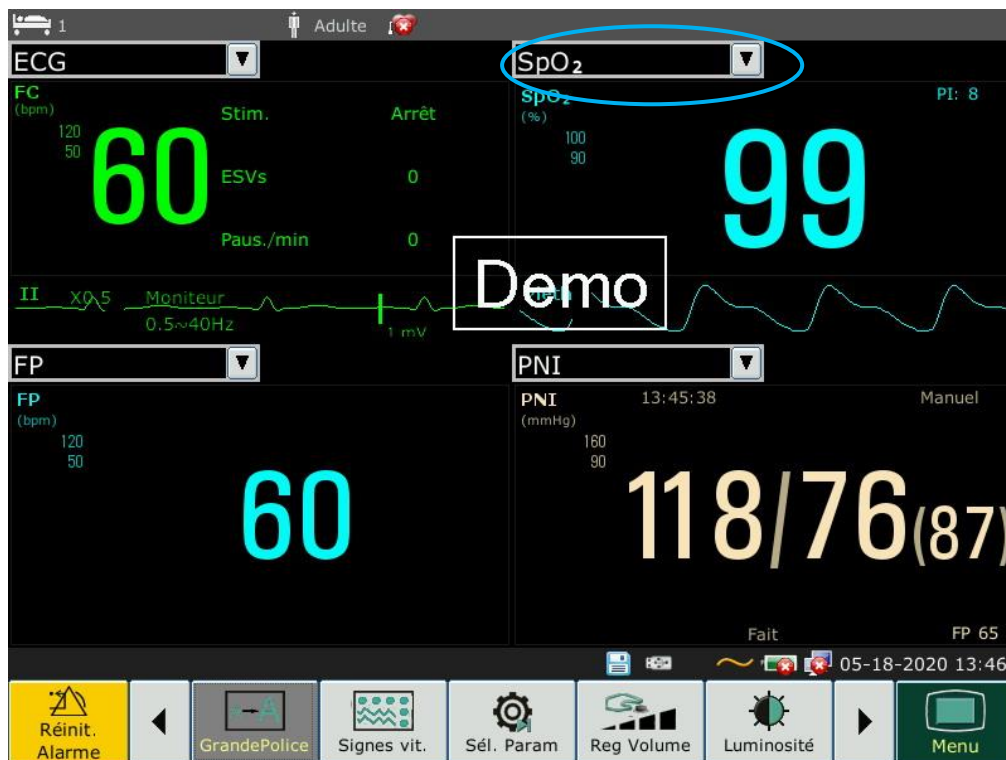 1 Adulte
ECG
SpO₂
FC
(bpm)
120
50
60
Stim. Arrêt
ESVs 0
Paus./min 0
SpO₂
(%)
100
90
PI: 8
99
Demo
II X0.5 Moniteur
0.5~40Hz
1 mV
Pleth
FP
PNI
FP
(bpm)
120
50
60
PNI
(mmHg)
13:45:38
Manuel
160
90
118/76(87)
Fait
FP 65
05-18-2020 13:46
Réinit.
Alarme
GrandePolice
Signes vit.
Sél. Param
Reg Volume
Luminosité
Menu